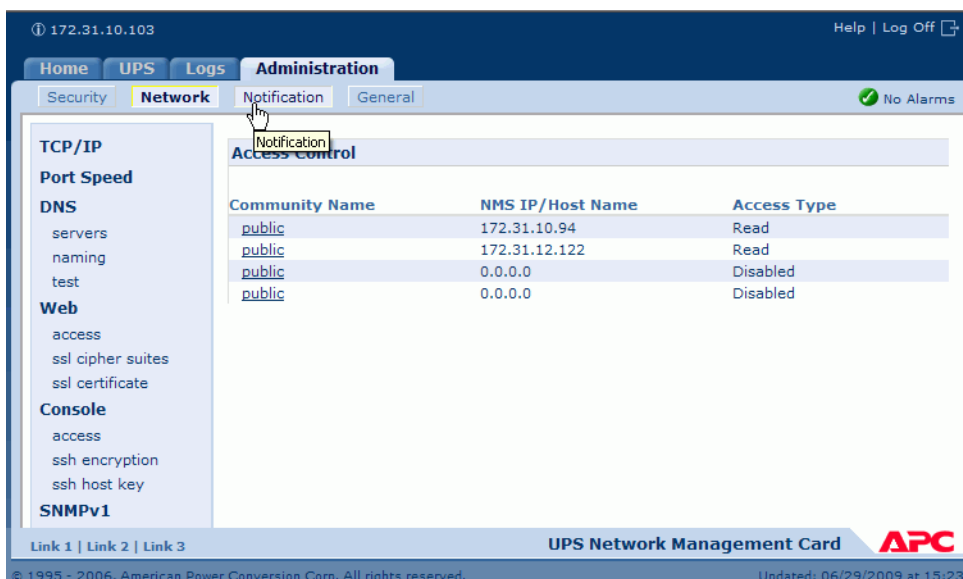 172.31.10.103
Help | Log Off
Home UPS Logs Administration
Security Network Notification General
No Alarms
Notification
TCP/IP
Port Speed
DNS
servers
naming
test
Web
access
ssl cipher suites
ssl certificate
Console
access
ssh encryption
ssh host key
SNMPv1
Access Control
Community Name NMS IP/Host Name Access Type
public 172.31.10.94 Read
public 172.31.12.122 Read
public 0.0.0.0 Disabled
public 0.0.0.0 Disabled
Link 1 | Link 2 | Link 3
UPS Network Management Card
APC
© 1995 - 2006, American Power Conversion Corp. All rights reserved.
Updated: 06/29/2009 at 15:23